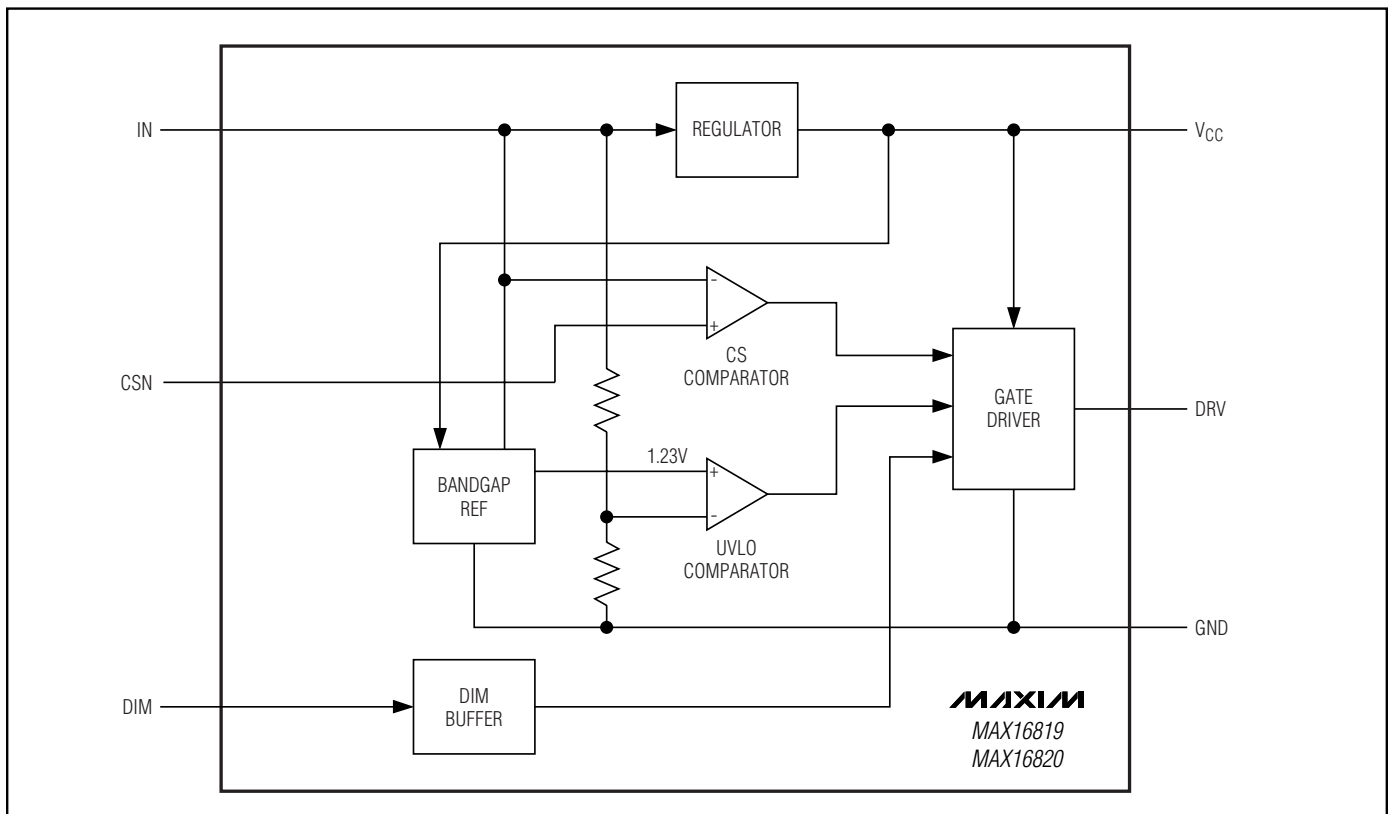 IN
REGULATOR
VCC
-
+
CS
COMPARATOR
CSN
GATE
DRIVER
DRV
1.23V
+
BANDGAP
REF
-
UVLO
COMPARATOR
GND
DIM
DIM
BUFFER
MAXIM
MAX16819
MAX16820